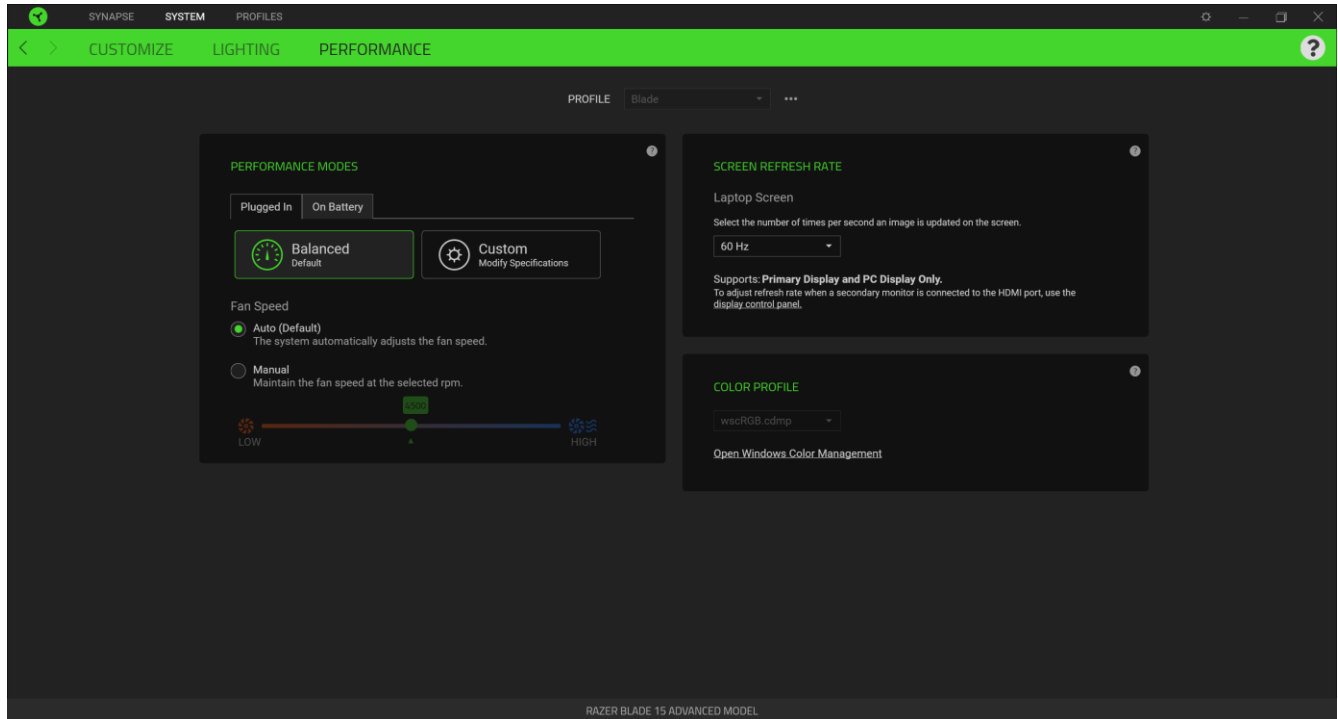 SYNAPSE SYSTEM PROFILES
CUSTOMIZE LIGHTING PERFORMANCE ?
PROFILE Blade
PERFORMANCE MODES
Plugged In On Battery
Balanced
Default
Custom
Modify Specifications
Fan Speed
Auto (Default)
The system automatically adjusts the fan speed.
Manual
Maintain the fan speed at the selected rpm.
4500
LOW HIGH
SCREEN REFRESH RATE
Laptop Screen
Select the number of times per second an image is updated on the screen.
60 Hz
Supports: Primary Display and PC Display Only.
To adjust refresh rate when a secondary monitor is connected to the HDMI port, use the
display control panel.
COLOR PROFILE
wscRGB.cdmp
Open Windows Color Management
RAZER BLADE 15 ADVANCED MODEL